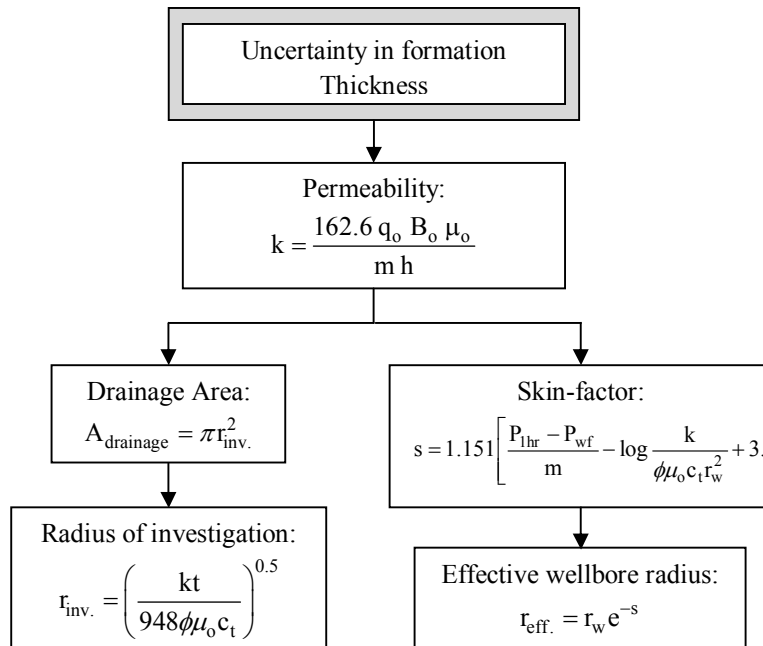 Uncertainty in formation
Thickness
Permeability:
k = 162.6 q_o B_o μ_o / m h
Drainage Area:
A_drainage = πr_inv.^2
Skin-factor:
s = 1.151[ (P_1hr − P_wf) / m − log k / (ϕμ_o c_t r_w^2) + 3.
Radius of investigation:
r_inv. = ( kt / 948ϕμ_o c_t )^0.5
Effective wellbore radius:
r_eff. = r_w e^−s